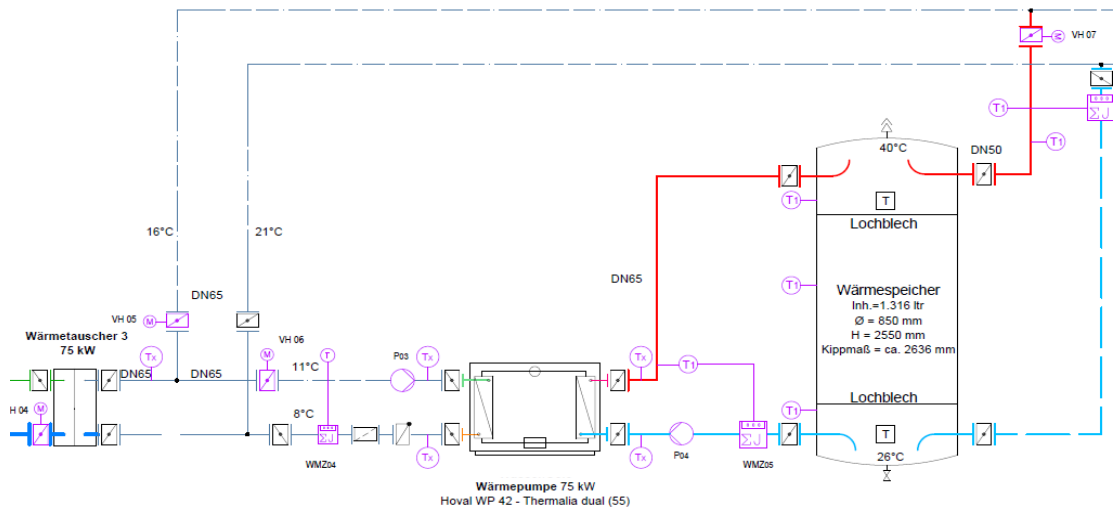 VH 07
T1
ΣJ
T1
40°C
DN50
T
T1
Lochblech
16°C
21°C
DN65
DN65
Wärmespeicher
Inh.=1.316 ltr
Ø = 850 mm
H = 2550 mm
Kippmaß = ca. 2636 mm
T1
VH 05
M
Wärmetauscher 3
75 kW
VH 06
M
T
P03
Tx
DN65
DN65
Tx
11°C
Tx
T1
Lochblech
T1
H 04
M
8°C
ΣJ
WMZ04
Tx
Tx
P04
ΣJ
WMZ05
T
26°C
Wärmepumpe 75 kW
Hoval WP 42 - Thermalia dual (55)